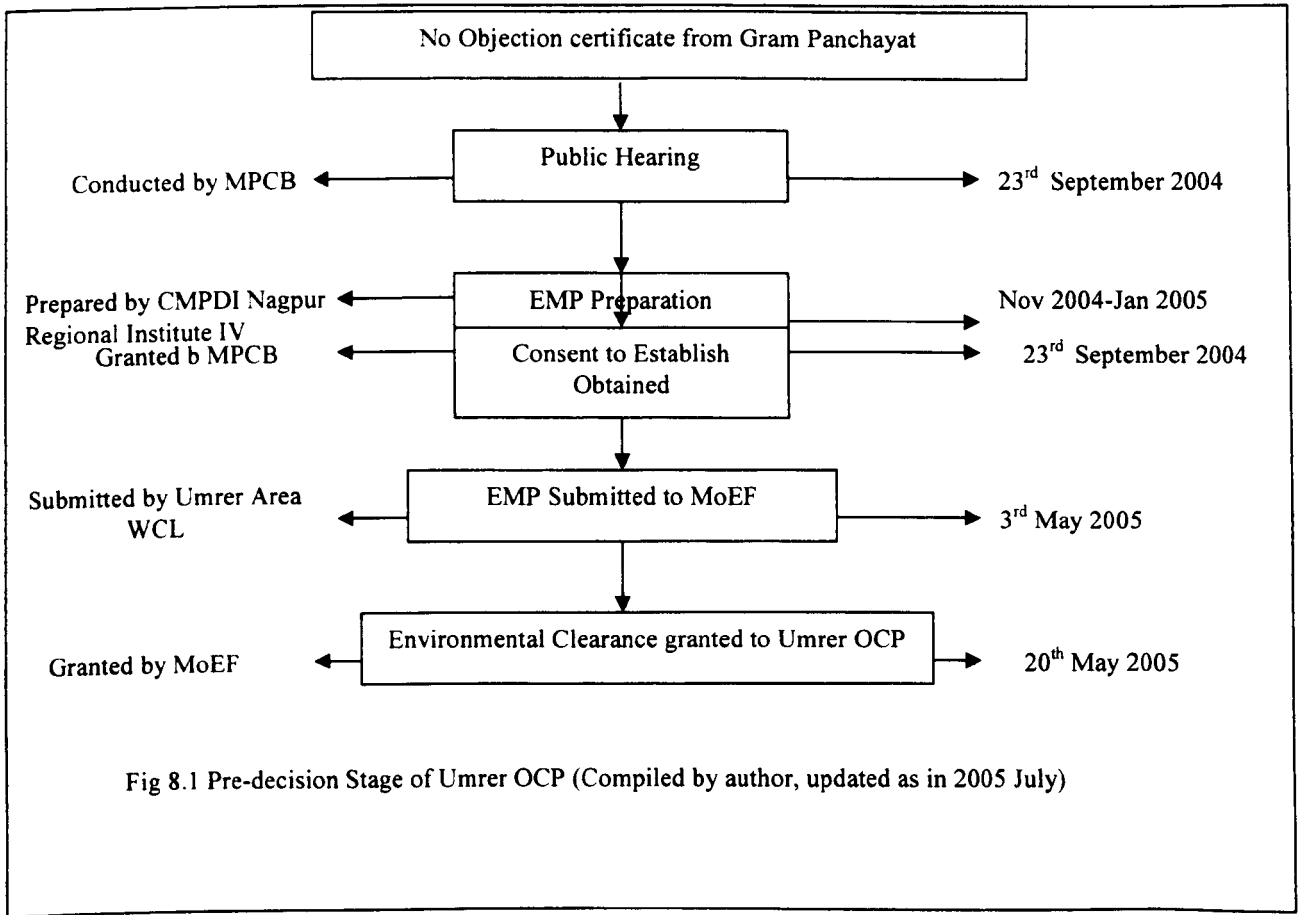 No Objection certificate from Gram Panchayat
Public Hearing
Conducted by MPCB
23rd September 2004
Prepared by CMPDI Nagpur
Regional Institute IV
EMP Preparation
Nov 2004-Jan 2005
Granted b MPCB
Consent to Establish
Obtained
23rd September 2004
Submitted by Umrer Area
WCL
EMP Submitted to MoEF
3rd May 2005
Environmental Clearance granted to Umrer OCP
Granted by MoEF
20th May 2005
Fig 8.1 Pre-decision Stage of Umrer OCP (Compiled by author, updated as in 2005 July)